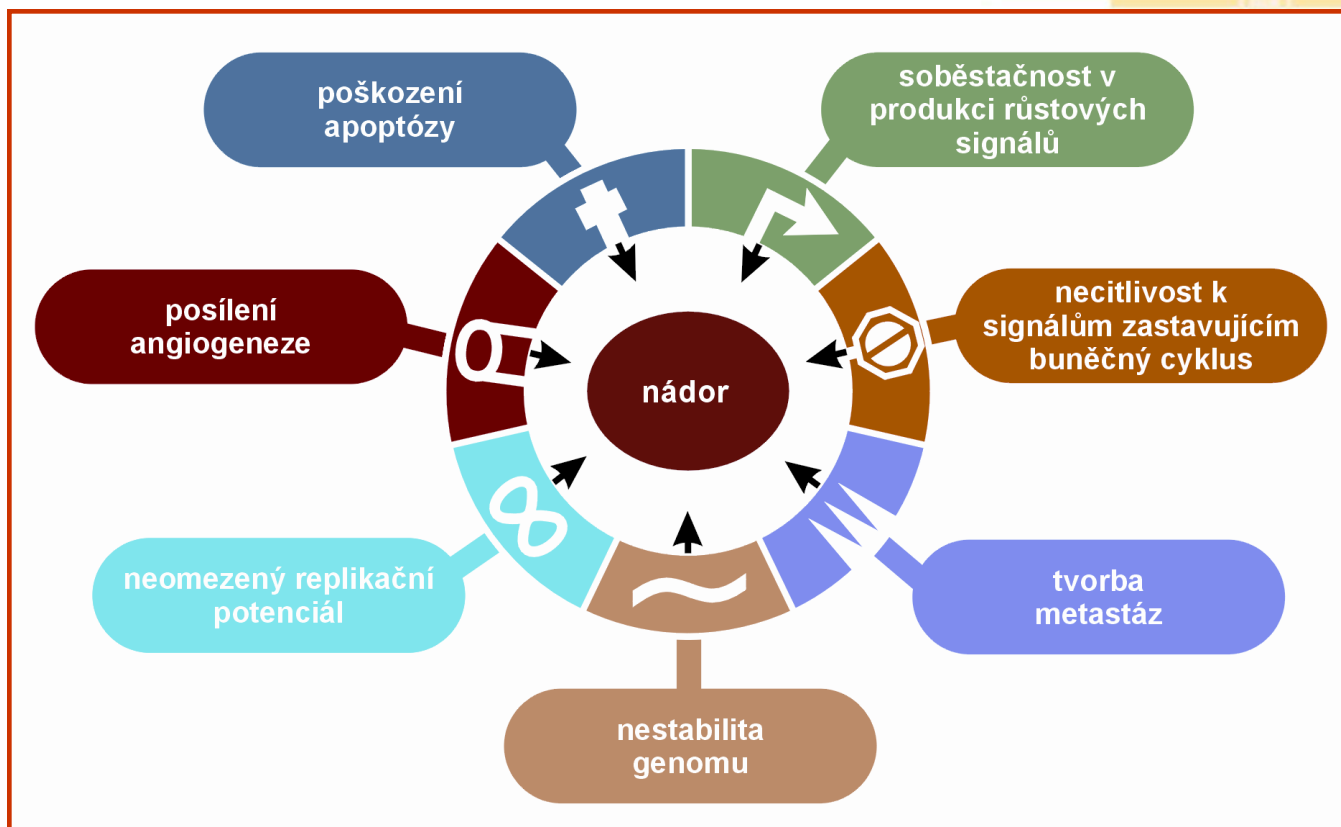 poškození
apoptózy
soběstačnost v
produkci růstových
signálů
posílení
angiogeneze
necitlivost k
signálům zastavujícím
buněčný cyklus
nádor
neomezený replikační
potenciál
tvorba
metastáz
nestabilita
genomu